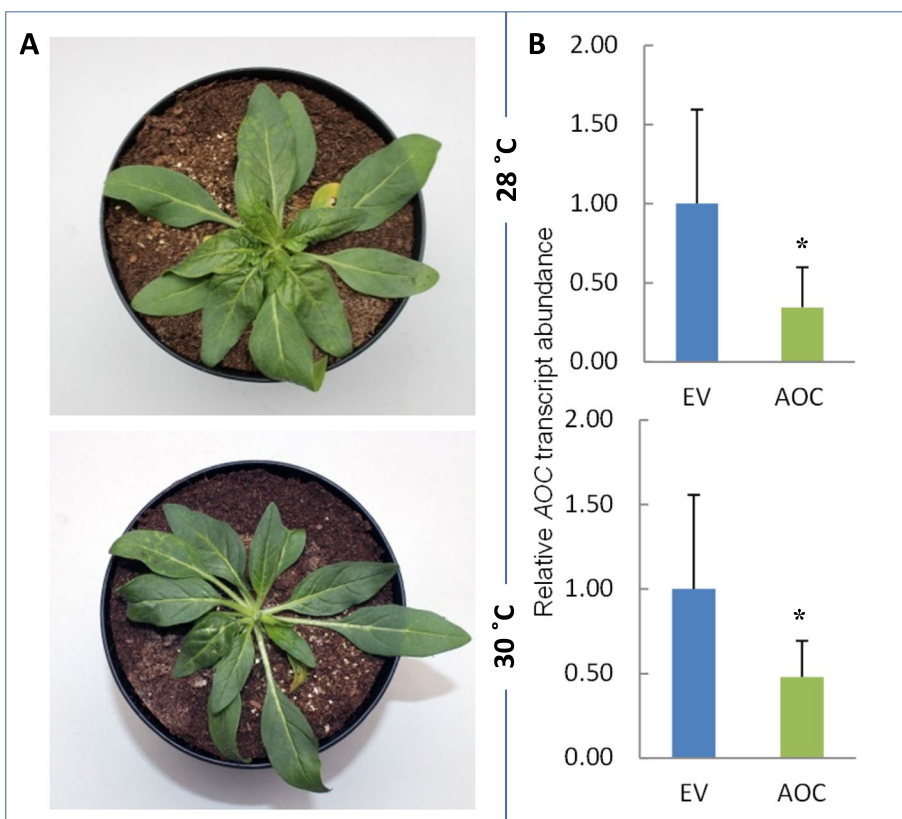 A
B
28 ˚C
30 ˚C
Relative AOC transcript abundance
2.00
1.50
1.00
0.50
0.00
*
EV AOC
2.00
1.50
1.00
0.50
0.00
*
EV AOC